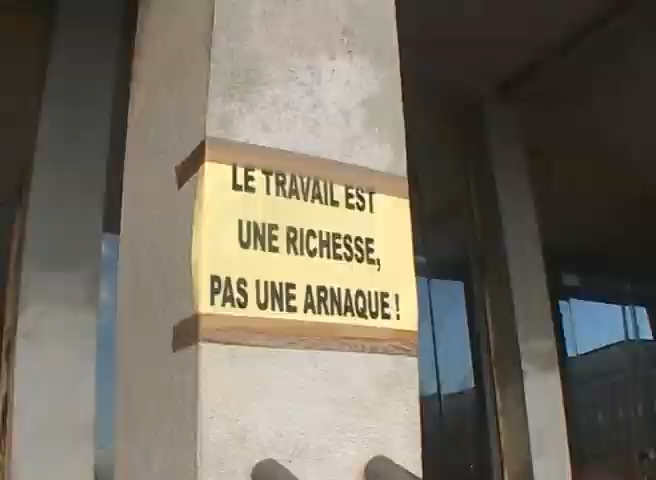 LE TRAVAIL EST
UNE RICHESSE,
PAS UNE ARNAQUE !